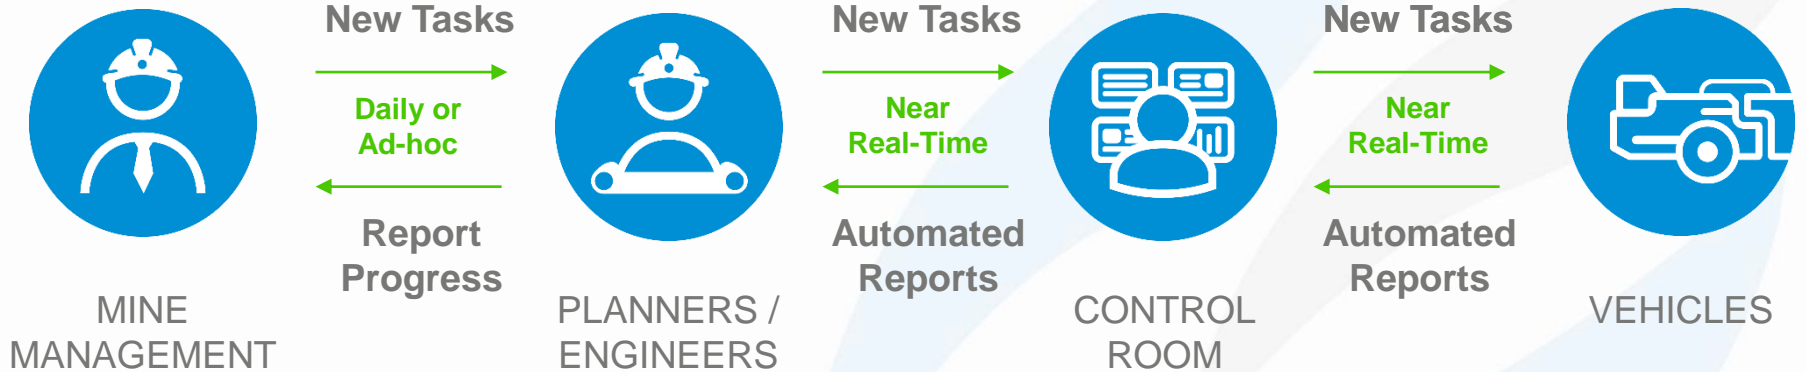 New Tasks
Daily or
Ad-hoc
Report
Progress
New Tasks
Near
Real-Time
Automated
Reports
New Tasks
Near
Real-Time
Automated
Reports
MINE
MANAGEMENT
PLANNERS /
ENGINEERS
CONTROL
ROOM
VEHICLES